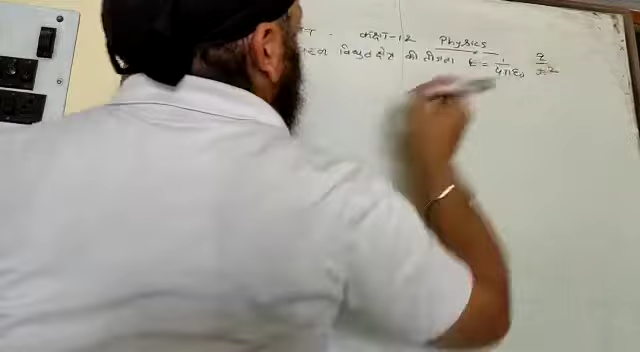 कक्षा-12 Physics
विद्युत क्षेत्र की तीव्रता E = 1/4πε₀ q/r²